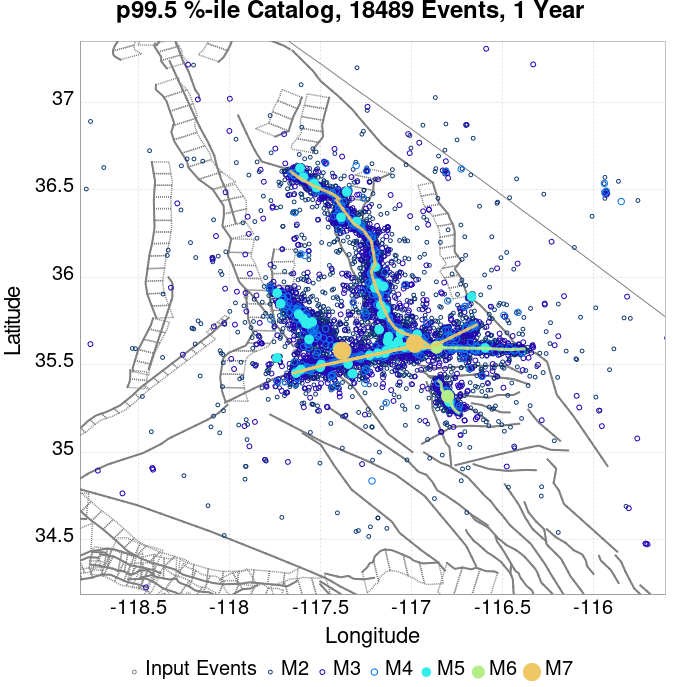 p99.5 %-ile Catalog, 18489 Events, 1 Year
37
36.5
36
35.5
35
34.5
Latitude
-118.5 -118 -117.5 -117 -116.5 -116
Longitude
Input Events M2 M3 M4 M5 M6 M7